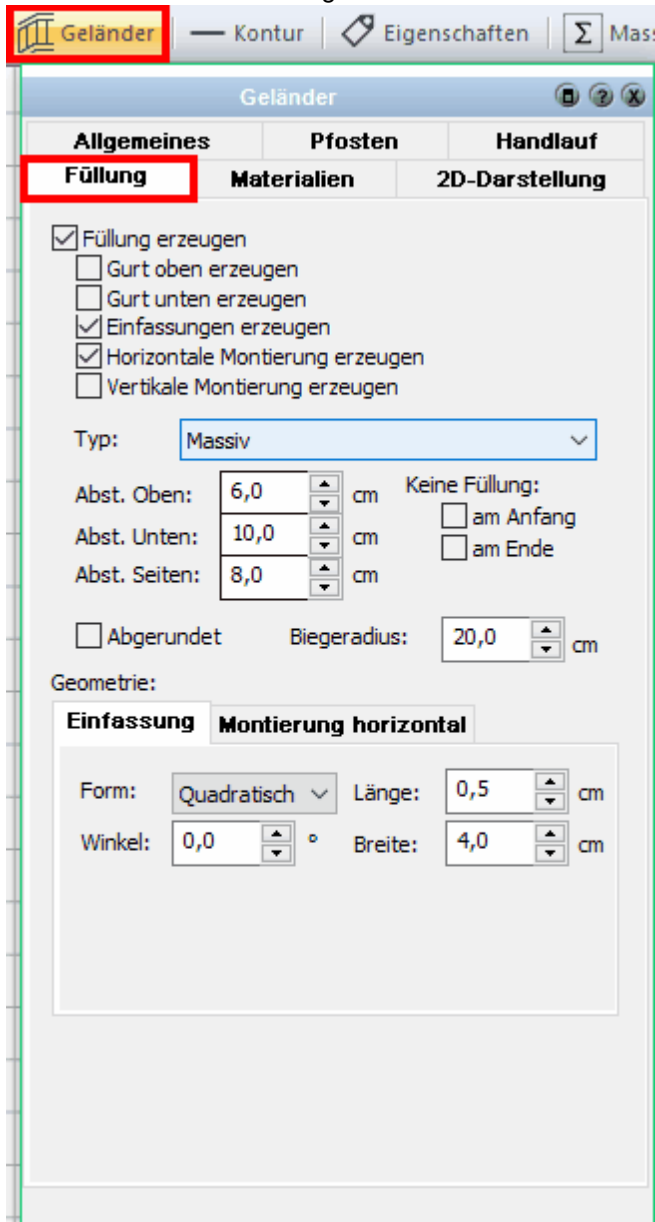 Geländer Kontur Eigenschaften Σ Mas
Geländer
Allgemeines Pfosten Handlauf
Füllung Materialien 2D-Darstellung
Füllung erzeugen
Gurt oben erzeugen
Gurt unten erzeugen
Einfassungen erzeugen
Horizontale Montierung erzeugen
Vertikale Montierung erzeugen
Typ: Massiv
Abst. Oben: 6,0 cm Keine Füllung:
am Anfang
Abst. Unten: 10,0 cm
am Ende
Abst. Seiten: 8,0 cm
Abgerundet Biegeradius: 20,0 cm
Geometrie:
Einfassung Montierung horizontal
Form: Quadratisch Länge: 0,5 cm
Winkel: 0,0 ° Breite: 4,0 cm